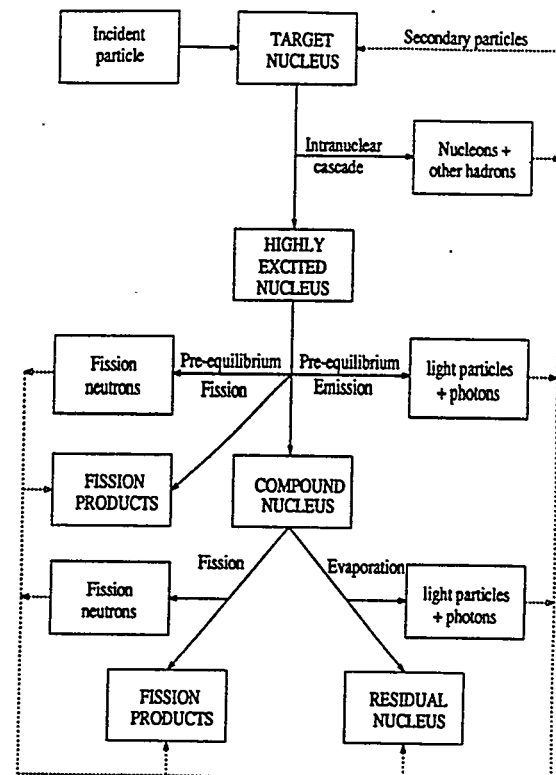 Incident
particle
TARGET
NUCLEUS
Secondary particles
Intranuclear
cascade
Nucleons +
other hadrons
HIGHLY
EXCITED
NUCLEUS
Fission
neutrons
Pre-equilibrium
Fission
Pre-equilibrium
Emission
light particles
+ photons
FISSION
PRODUCTS
COMPOUND
NUCLEUS
Fission
Evaporation
Fission
neutrons
light particles
+ photons
FISSION
PRODUCTS
RESIDUAL
NUCLEUS